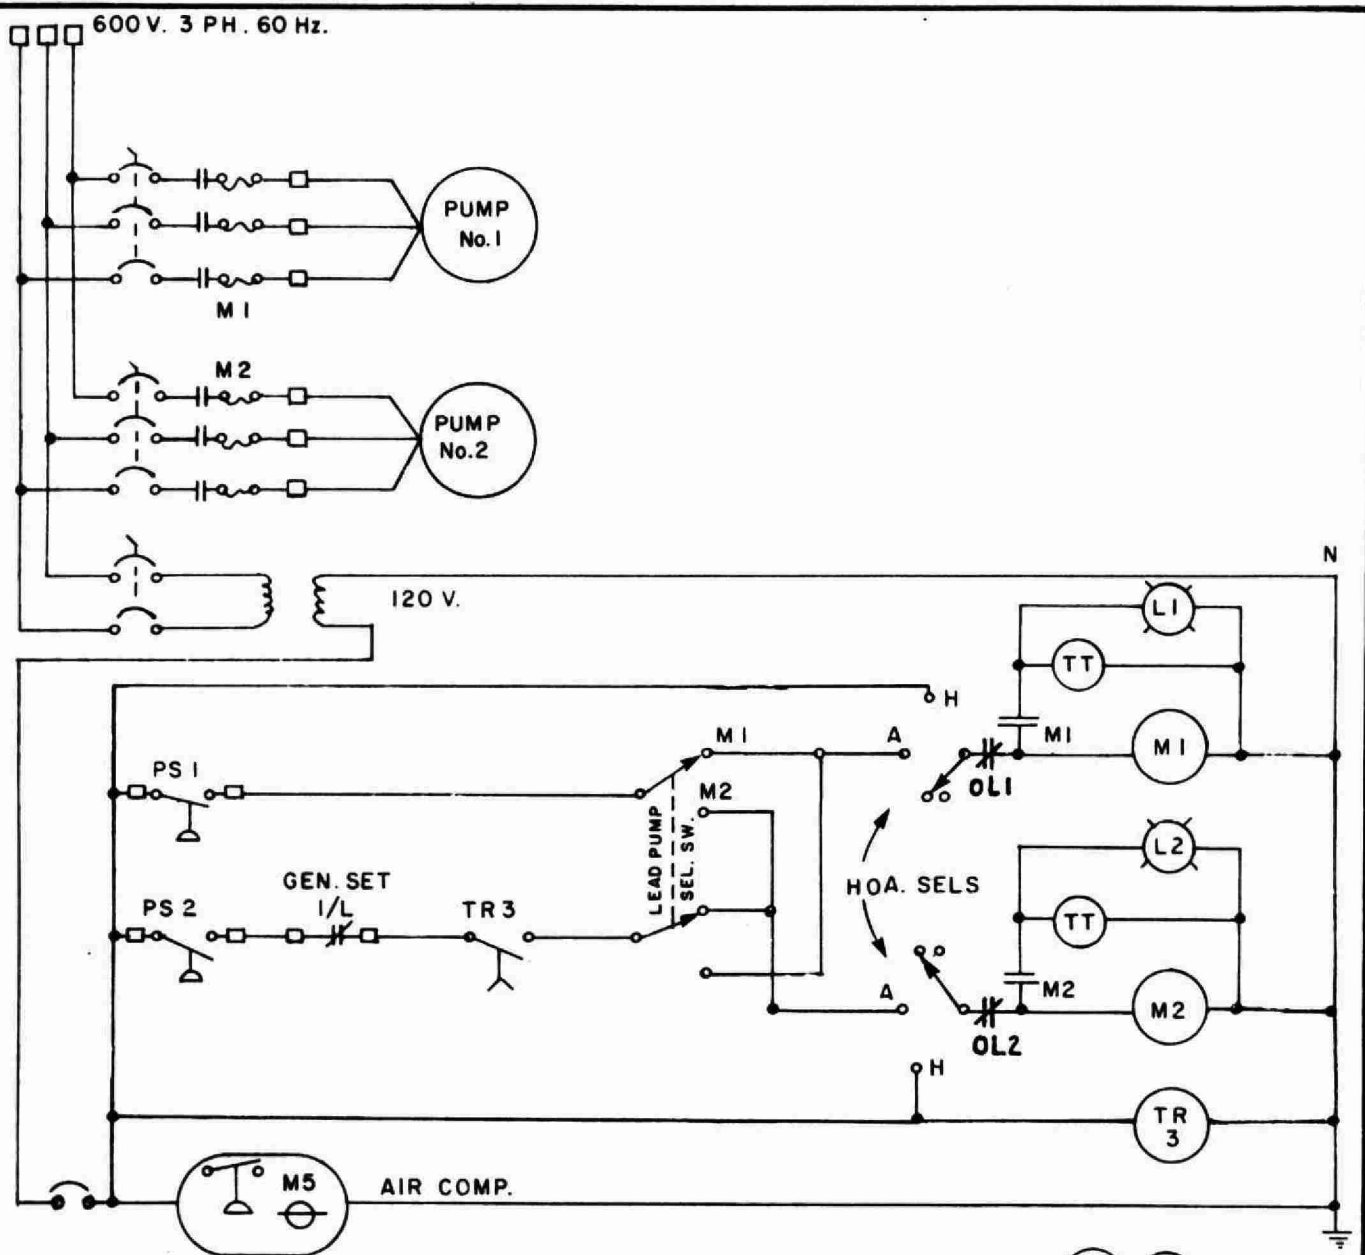 600 V. 3 PH. 60 Hz.
PUMP
No. 1
M 1
M 2
PUMP
No. 2
N
120 V.
L1
TT
H
M 1
A
M1
M1
PS 1
OL1
M2
LEAD PUMP
SEL. SW.
L2
GEN. SET
I/L
HOA. SELS
PS 2
TR 3
TT
A
M2
M2
OL2
H
TR
3
M5
AIR COMP.